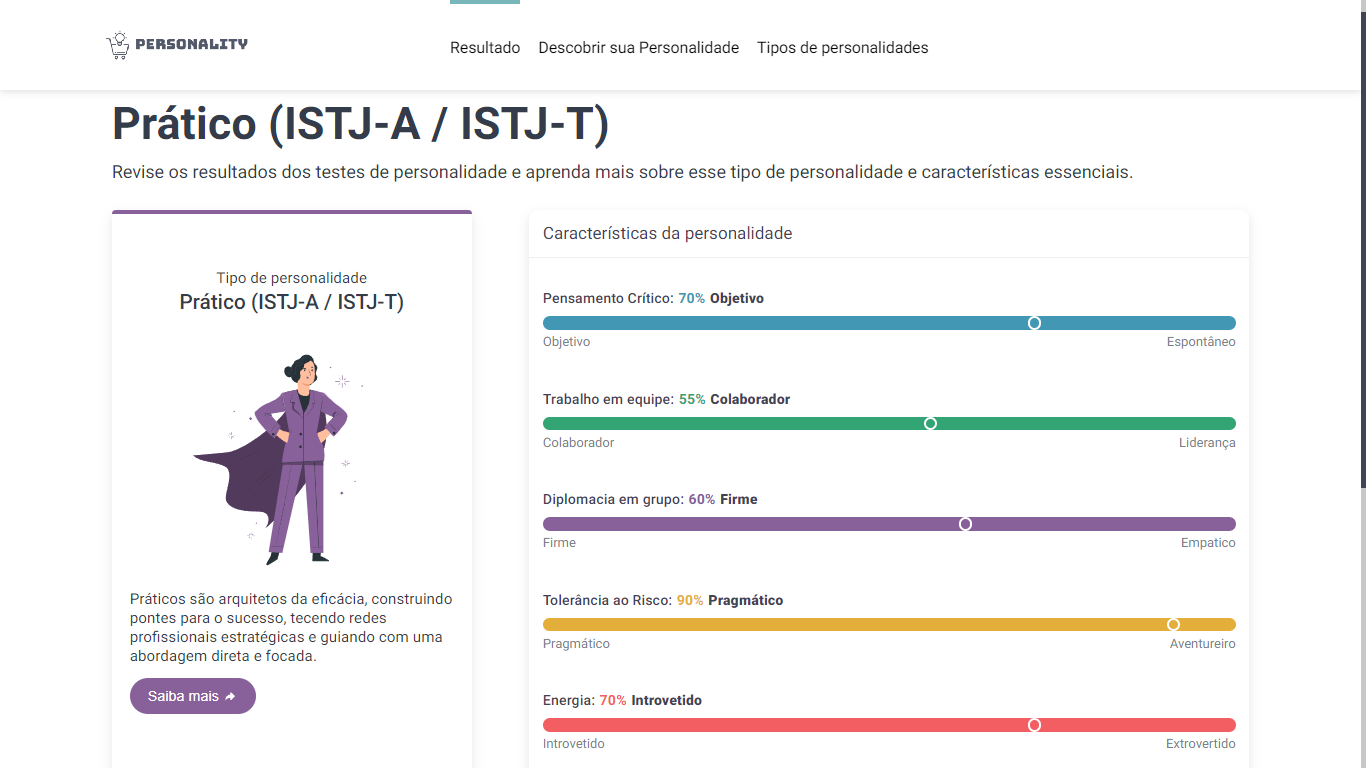 PERSONALITY
Resultado
Descobrir sua Personalidade
Tipos de personalidades
Prático (ISTJ-A / ISTJ-T)
Revise os resultados dos testes de personalidade e aprenda mais sobre esse tipo de personalidade e características essenciais.
Tipo de personalidade
Prático (ISTJ-A / ISTJ-T)
Práticos são arquitetos da eficácia, construindo
pontes para o sucesso, tecendo redes
profissionais estratégicas e guiando com uma
abordagem direta e focada.
Saiba mais
Características da personalidade
Pensamento Crítico: 70% Objetivo
Objetivo
Espontâneo
Trabalho em equipe: 55% Colaborador
Colaborador
Liderança
Diplomacia em grupo: 60% Firme
Firme
Empatico
Tolerância ao Risco: 90% Pragmático
Pragmático
Aventureiro
Energia: 70% Introvetido
Introvetido
Extrovertido